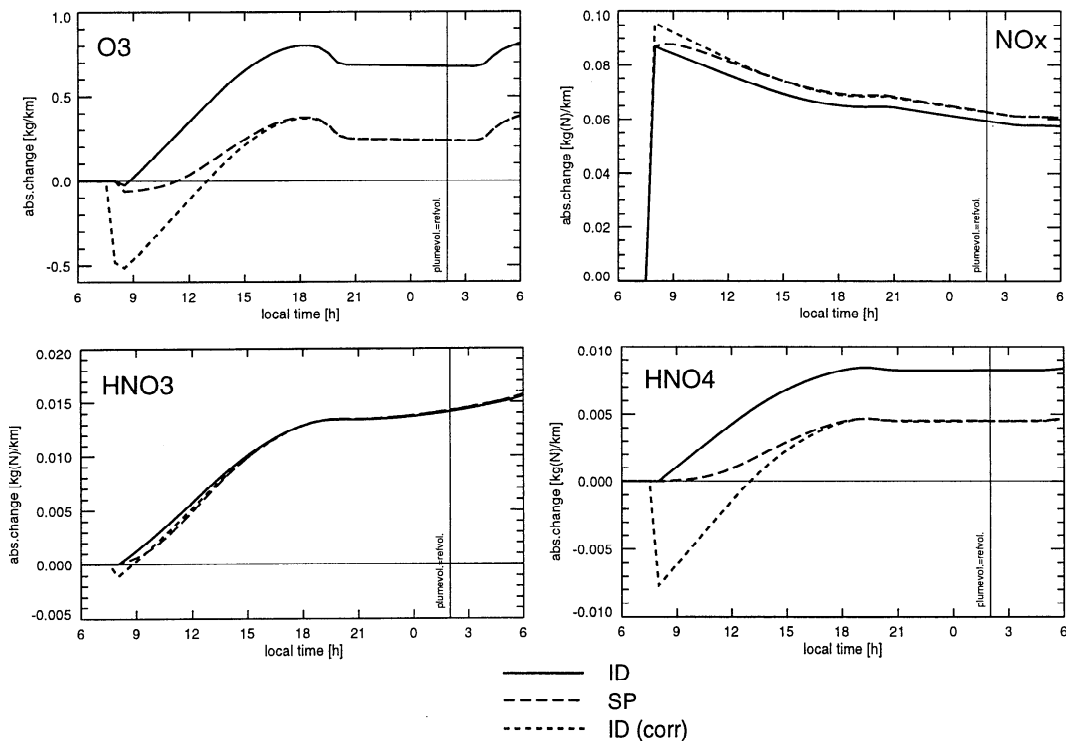 O3
abs.change [kg/km]
1.0
0.5
0.0
-0.5
plumevol.=refvol.
6 9 12 15 18 21 0 3 6
local time [h]
NOx
abs.change [kg(N)/km]
0.10
0.08
0.06
0.04
0.02
0.00
plumevol.=refvol.
6 9 12 15 18 21 0 3 6
local time [h]
HNO3
abs.change [kg(N)/km]
0.020
0.015
0.010
0.005
0.000
-0.005
plumevol.=refvol.
6 9 12 15 18 21 0 3 6
local time [h]
HNO4
abs.change [kg(N)/km]
0.010
0.005
0.000
-0.005
-0.010
plumevol.=refvol.
6 9 12 15 18 21 0 3 6
local time [h]
ID
SP
ID (corr)